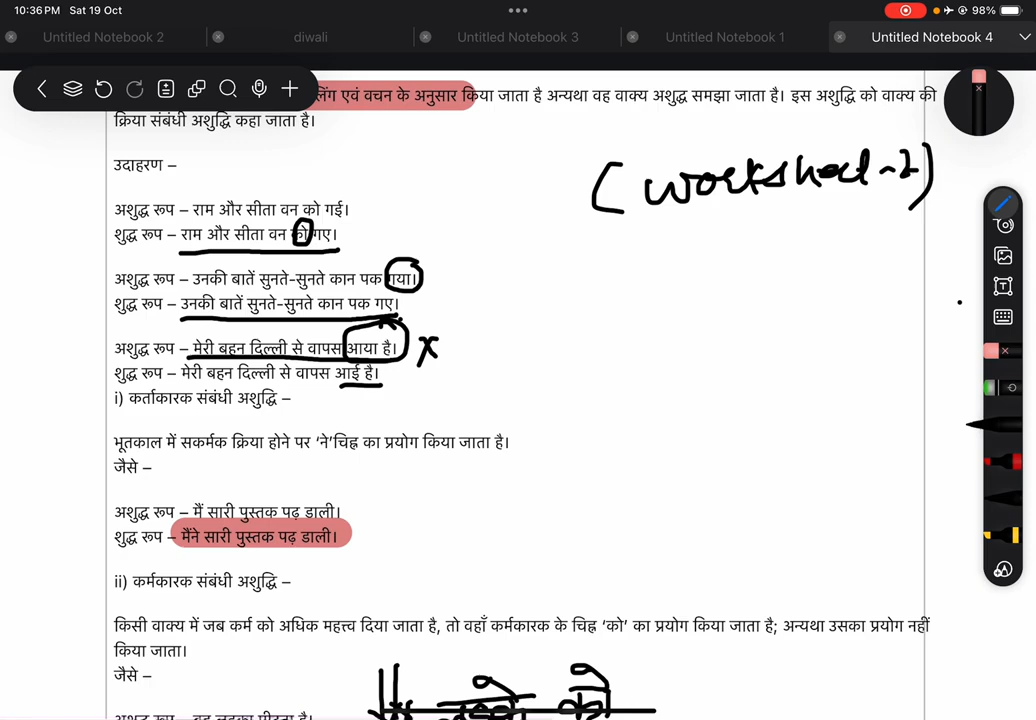 10:36 PM Sat 19 Oct
98%
Untitled Notebook 2
diwali
Untitled Notebook 3
Untitled Notebook 1
Untitled Notebook 4
लिंग एवं वचन के अनुसार किया जाता है अन्यथा वह वाक्य अशुद्ध समझा जाता है। इस अशुद्धि को वाक्य की
क्रिया संबंधी अशुद्धि कहा जाता है।
उदाहरण –
(worksheet-2)
अशुद्ध रूप – राम और सीता वन को गई।
शुद्ध रूप – राम और सीता वन को गए।
अशुद्ध रूप – उनकी बातें सुनते-सुनते कान पक गया।
शुद्ध रूप – उनकी बातें सुनते-सुनते कान पक गए।
अशुद्ध रूप – मेरी बहन दिल्ली से वापस आया है। x
शुद्ध रूप – मेरी बहन दिल्ली से वापस आई है।
i) कर्ताकारक संबंधी अशुद्धि –
भूतकाल में सकर्मक क्रिया होने पर ‘ने’चिह्न का प्रयोग किया जाता है।
जैसे –
अशुद्ध रूप – मैं सारी पुस्तक पढ़ डाली।
शुद्ध रूप – मैंने सारी पुस्तक पढ़ डाली।
ii) कर्मकारक संबंधी अशुद्धि –
किसी वाक्य में जब कर्म को अधिक महत्त्व दिया जाता है, तो वहाँ कर्मकारक के चिह्न ‘को’ का प्रयोग किया जाता है; अन्यथा उसका प्रयोग नहीं
किया जाता।
जैसे –
अशुद्ध रूप – वह लड़का पीटता है।